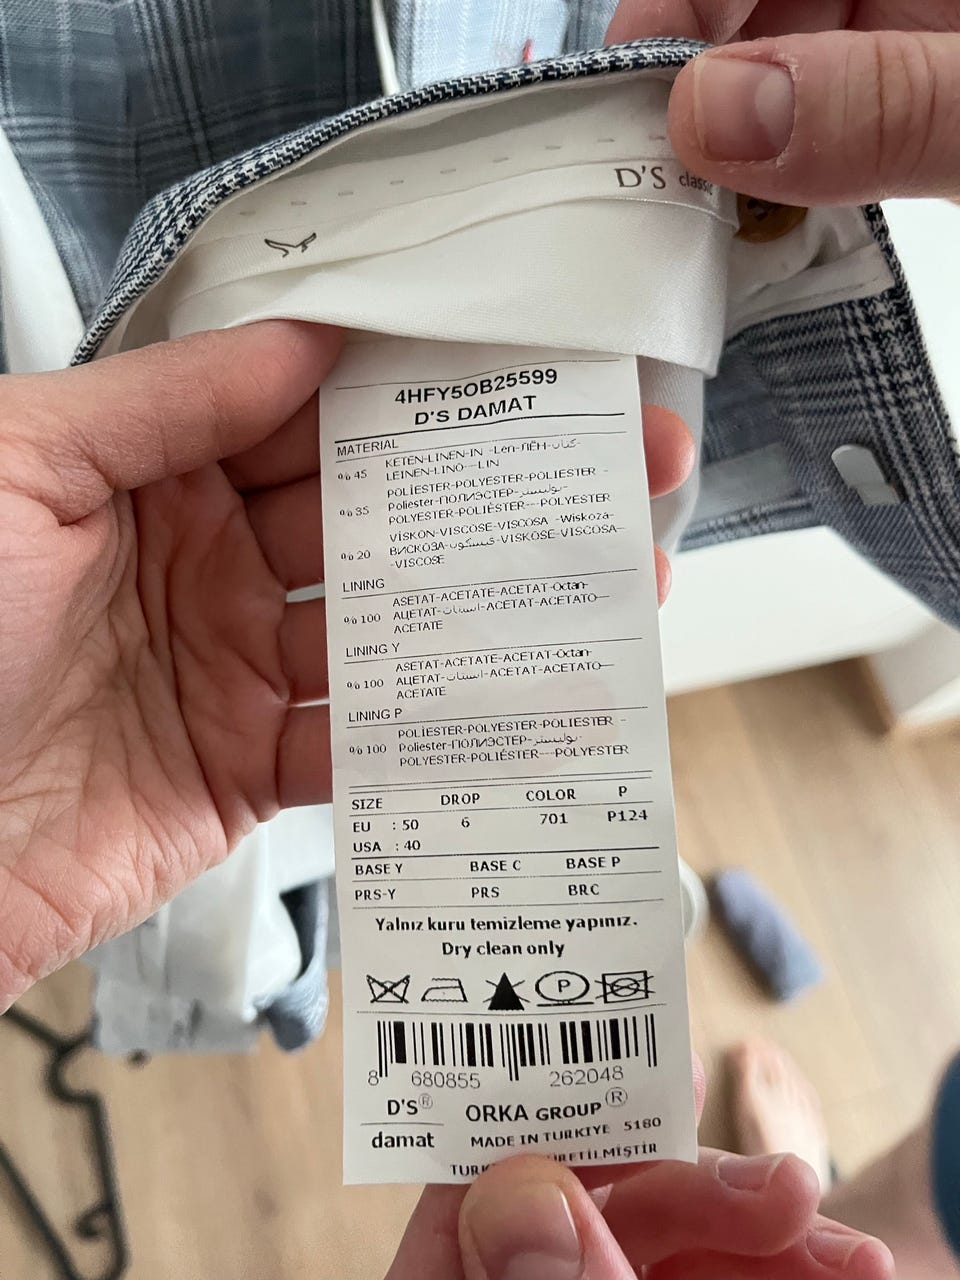 D'S classic
4HFY5OB25599
D'S DAMAT
MATERIAL
%45 KETEN-LINEN-IN -Len-ЛЁН-كتان-
LEINEN-LINO---LIN
%35 POLİESTER-POLYESTER-POLIESTER -
Poliester-ПОЛИЭСТЕР-بوليستر-
POLYESTER-POLIÉSTER---POLYESTER
%20 VİSKON-VISCOSE-VISCOSA -Wiskoza-
ВИСКОЗА-فيسكوز-VISKOSE-VISCOSA--
-VISCOSE
LINING
%100 ASETAT-ACETATE-ACETAT-Octan-
АЦЕТАТ-اسيتات-ACETAT-ACETATO---
ACETATE
LINING Y
%100 ASETAT-ACETATE-ACETAT-Octan-
АЦЕТАТ-اسيتات-ACETAT-ACETATO---
ACETATE
LINING P
%100 POLİESTER-POLYESTER-POLIESTER -
Poliester-ПОЛИЭСТЕР-بوليستر-
POLYESTER-POLIÉSTER---POLYESTER
SIZE DROP COLOR P
EU : 50 6 701 P124
USA : 40
BASE Y BASE C BASE P
PRS-Y PRS BRC
Yalnız kuru temizleme yapınız.
Dry clean only
P
8 680855 262048
D'S® ORKA GROUP®
damat MADE IN TURKIYE 5180